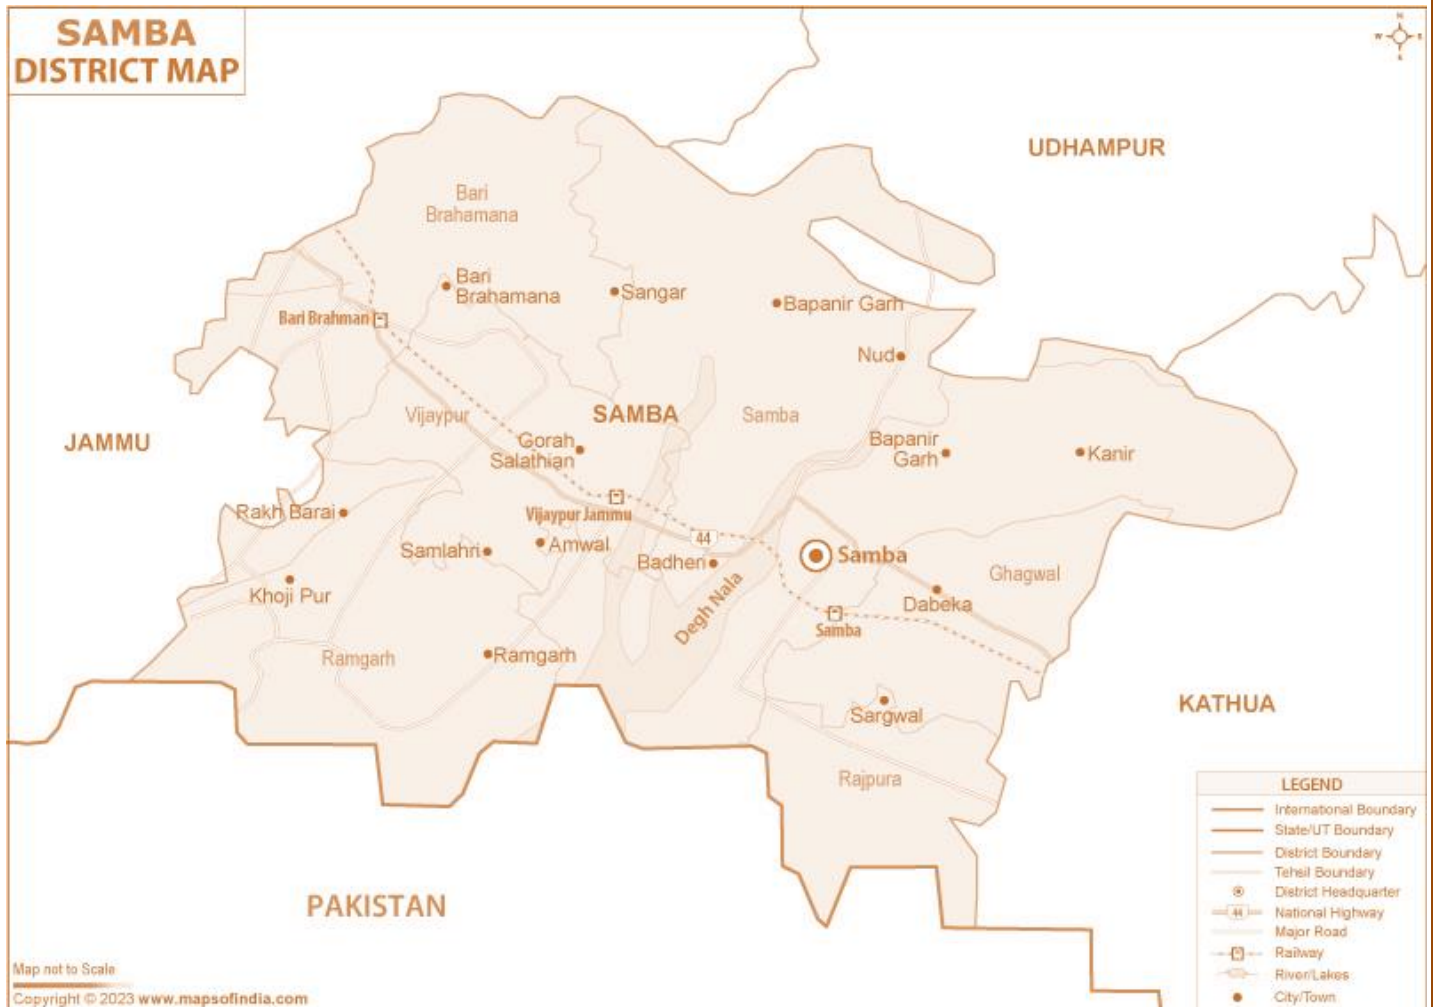 SAMBA
DISTRICT MAP
N
W
E
S
UDHAMPUR
Bari
Brahamana
Bari
Brahamana
Sangar
Bapanir Garh
Bari Brahman
Nud
Vijaypur
SAMBA
Samba
JAMMU
Gorah
Salathian
Bapanir
Garh
Kanir
Rakh Barai
Vijaypur Jammu
44
Samlahri
Amwal
Badheri
Samba
Ghagwal
Khoji Pur
Degh Nala
Dabeka
Samba
Ramgarh
Ramgarh
Sargwal
KATHUA
Rajpura
PAKISTAN
LEGEND
International Boundary
State/UT Boundary
District Boundary
Tehsil Boundary
District Headquarter
44 National Highway
Major Road
Railway
River/Lakes
City/Town
Map not to Scale
Copyright © 2023 www.mapsofindia.com